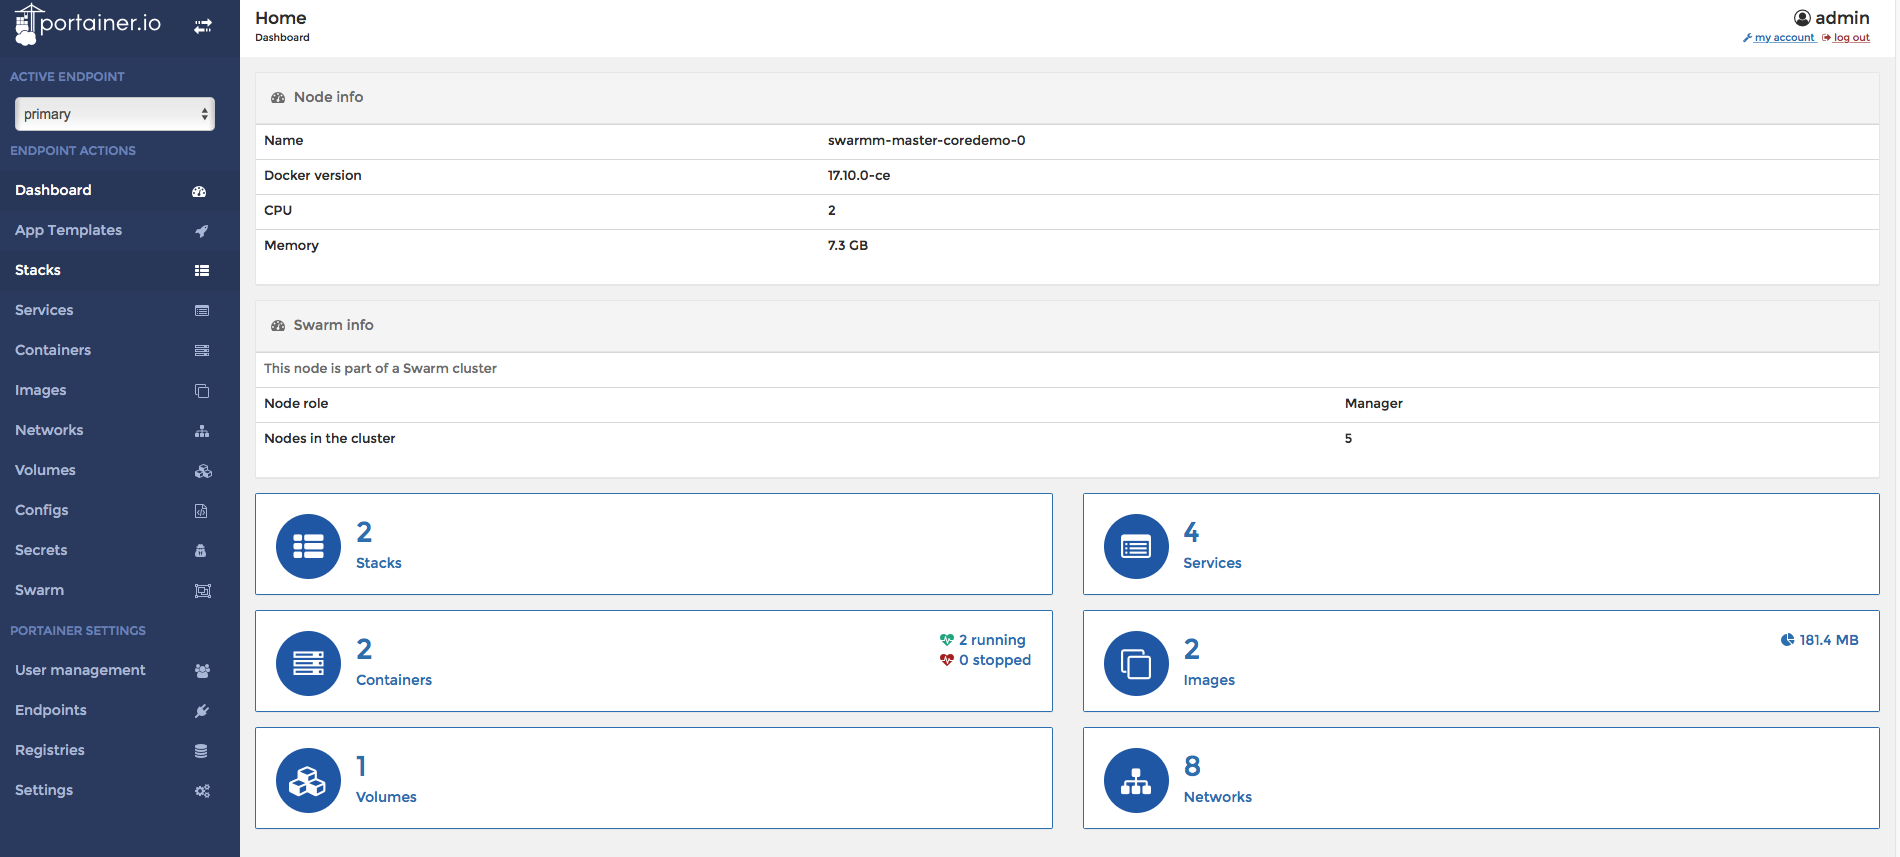 portainer.io
ACTIVE ENDPOINT
primary
ENDPOINT ACTIONS
Dashboard
App Templates
Stacks
Services
Containers
Images
Networks
Volumes
Configs
Secrets
Swarm
PORTAINER SETTINGS
User management
Endpoints
Registries
Settings
Home
Dashboard
admin
my account log out
Node info
Name swarmm-master-coredemo-0
Docker version 17.10.0-ce
CPU 2
Memory 7.3 GB
Swarm info
This node is part of a Swarm cluster
Node role Manager
Nodes in the cluster 5
2
Stacks
4
Services
2
Containers
2 running
0 stopped
2
Images
181.4 MB
1
Volumes
8
Networks